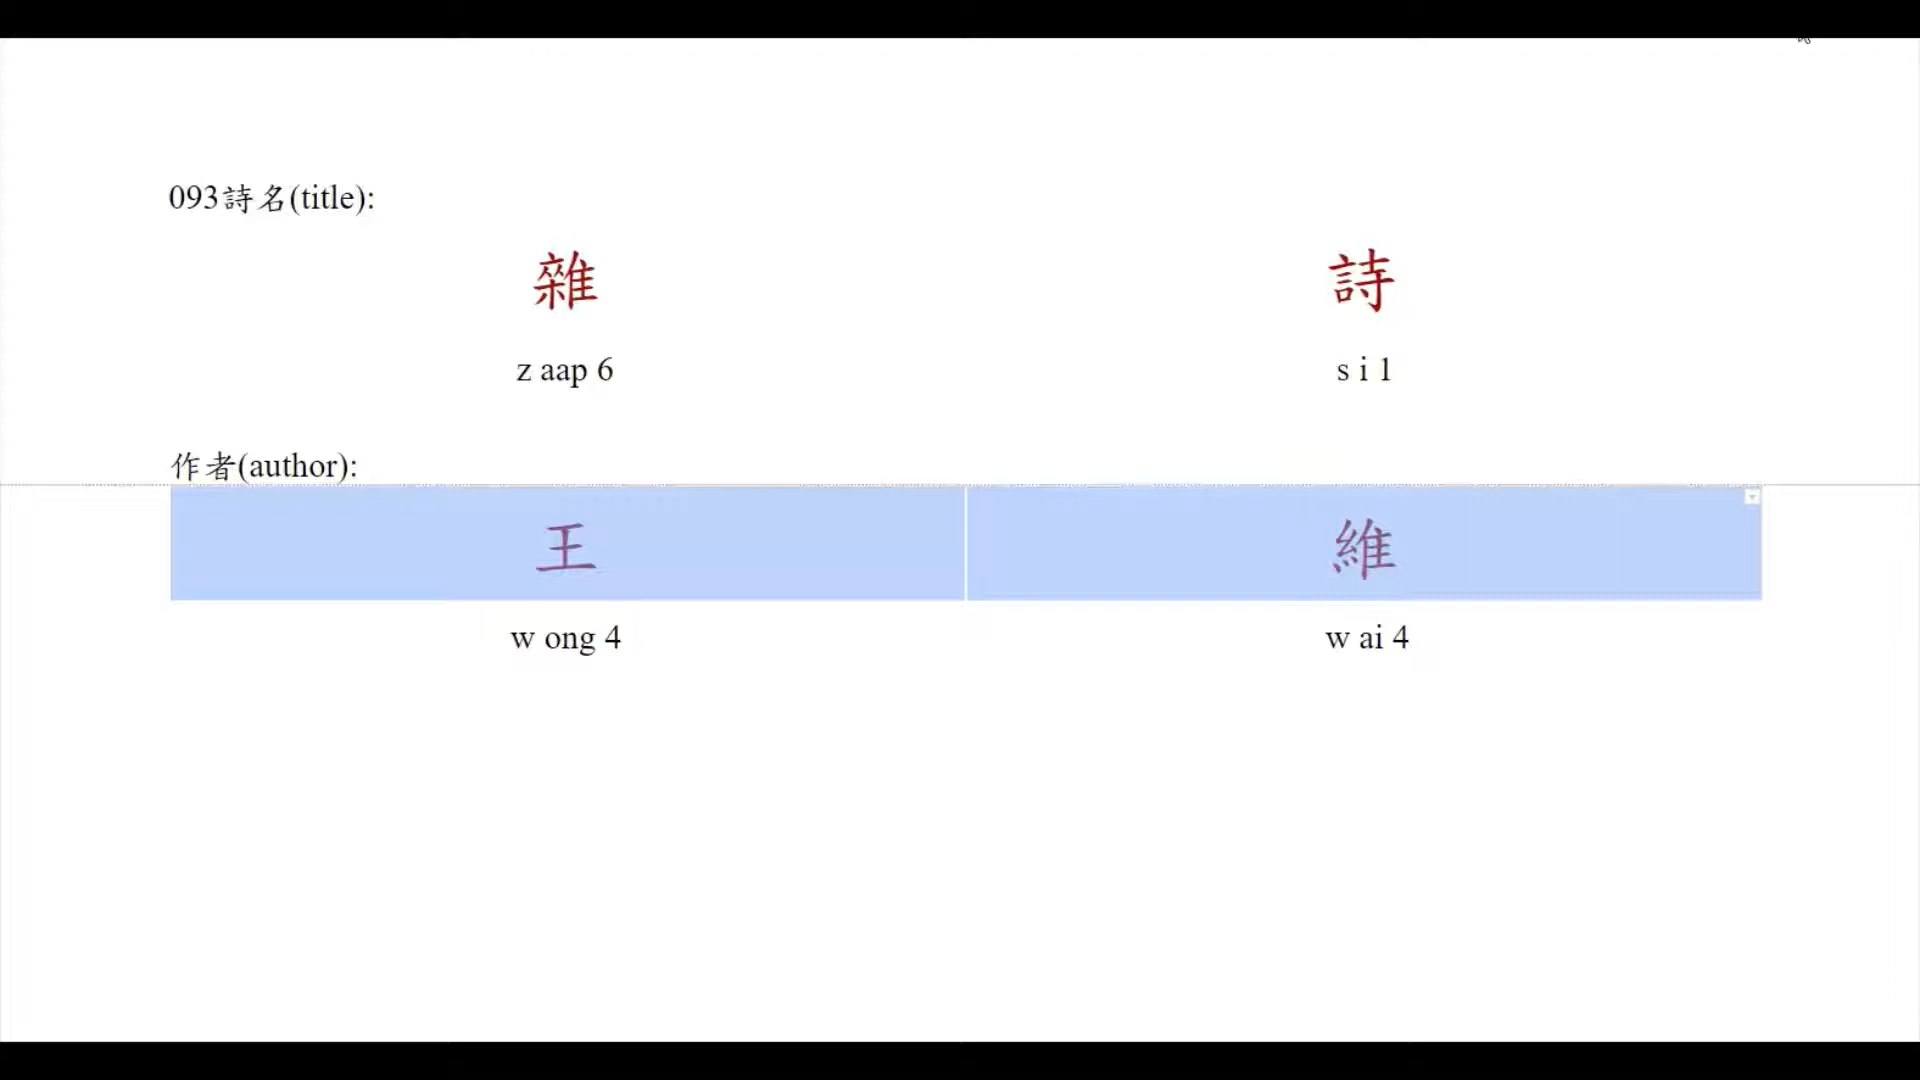 093詩名(title):
雜 詩
z aap 6 s i 1
作者(author):
王 維
w ong 4 w ai 4